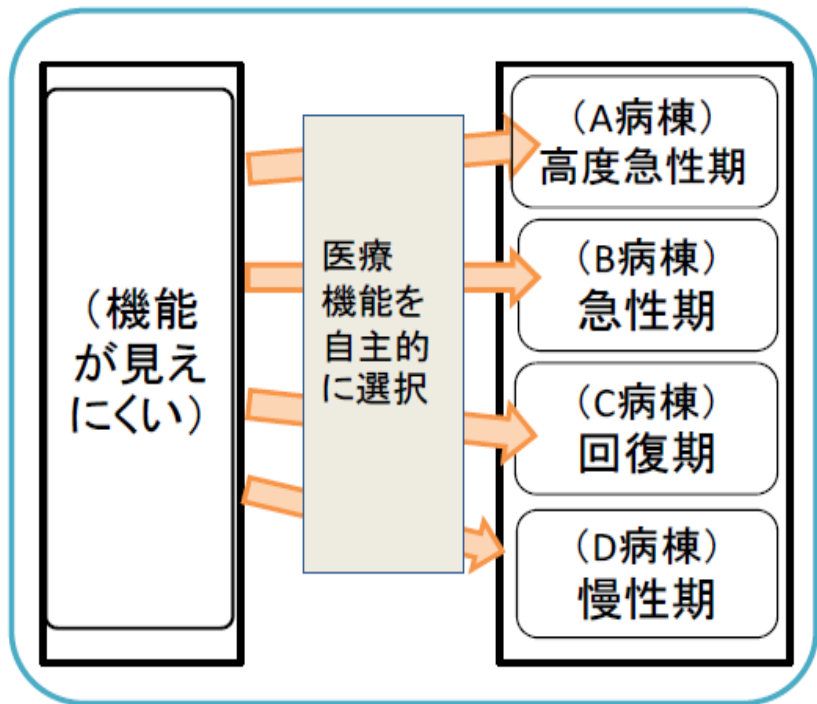 （機能
が見え
にくい）
医療
機能を
自主的
に選択
（A病棟）
高度急性期
（B病棟）
急性期
（C病棟）
回復期
（D病棟）
慢性期